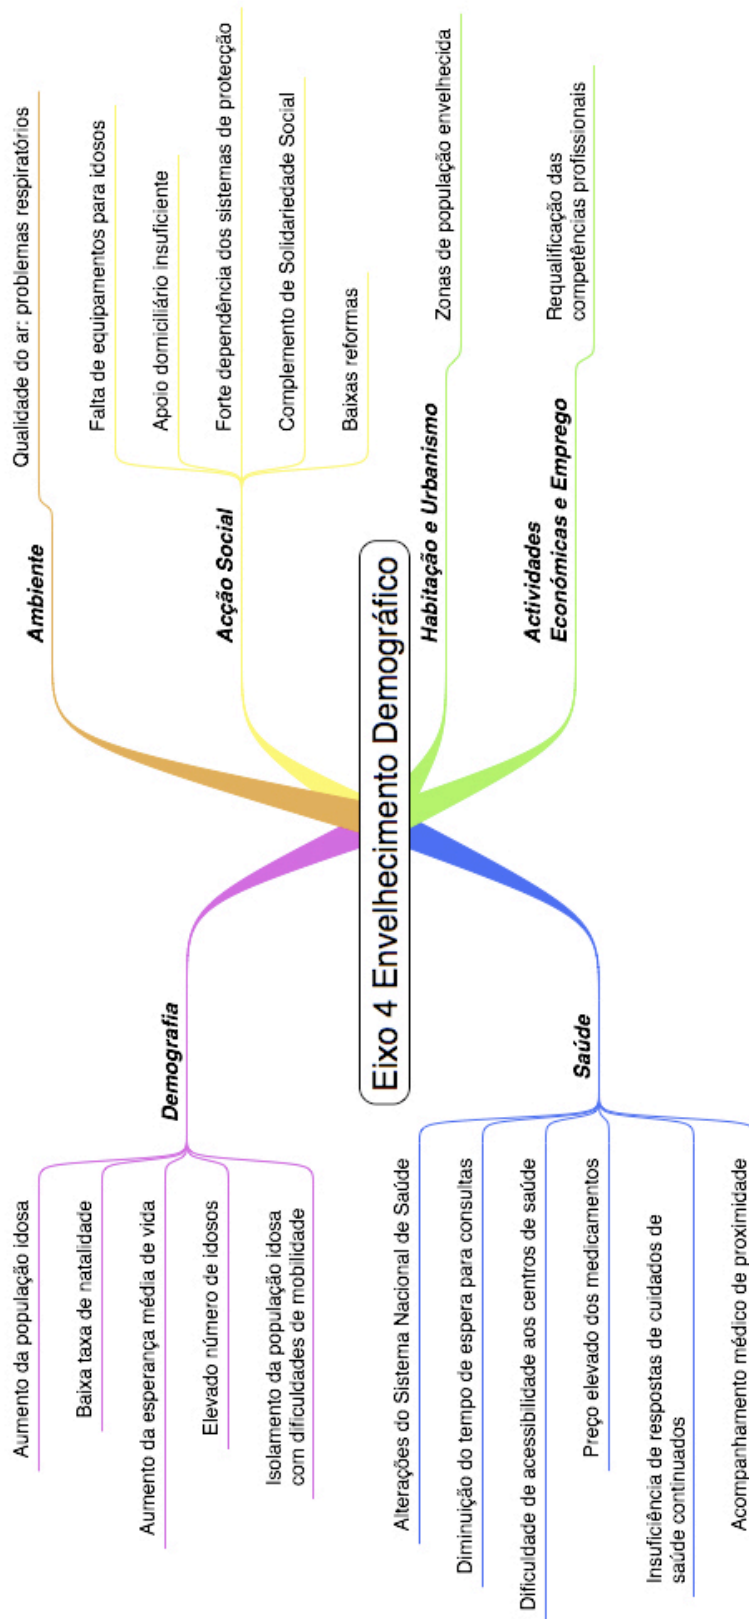 Eixo 4 Envelhecimento Demográfico
Demografia
Aumento da população idosa
Baixa taxa de natalidade
Aumento da esperança média de vida
Elevado número de idosos
Isolamento da população idosa
com dificuldades de mobilidade
Saúde
Alterações do Sistema Nacional de Saúde
Diminuição do tempo de espera para consultas
Dificuldade de acessibilidade aos centros de saúde
Preço elevado dos medicamentos
Insuficiência de respostas de cuidados de
saúde continuados
Acompanhamento médico de proximidade
Ambiente
Qualidade do ar: problemas respiratórios
Acção Social
Falta de equipamentos para idosos
Apoio domiciliário insuficiente
Forte dependência dos sistemas de protecção
Complemento de Solidariedade Social
Baixas reformas
Habitação e Urbanismo
Zonas de população envelhecida
Actividades
Económicas e Emprego
Requalificação das
competências profissionais